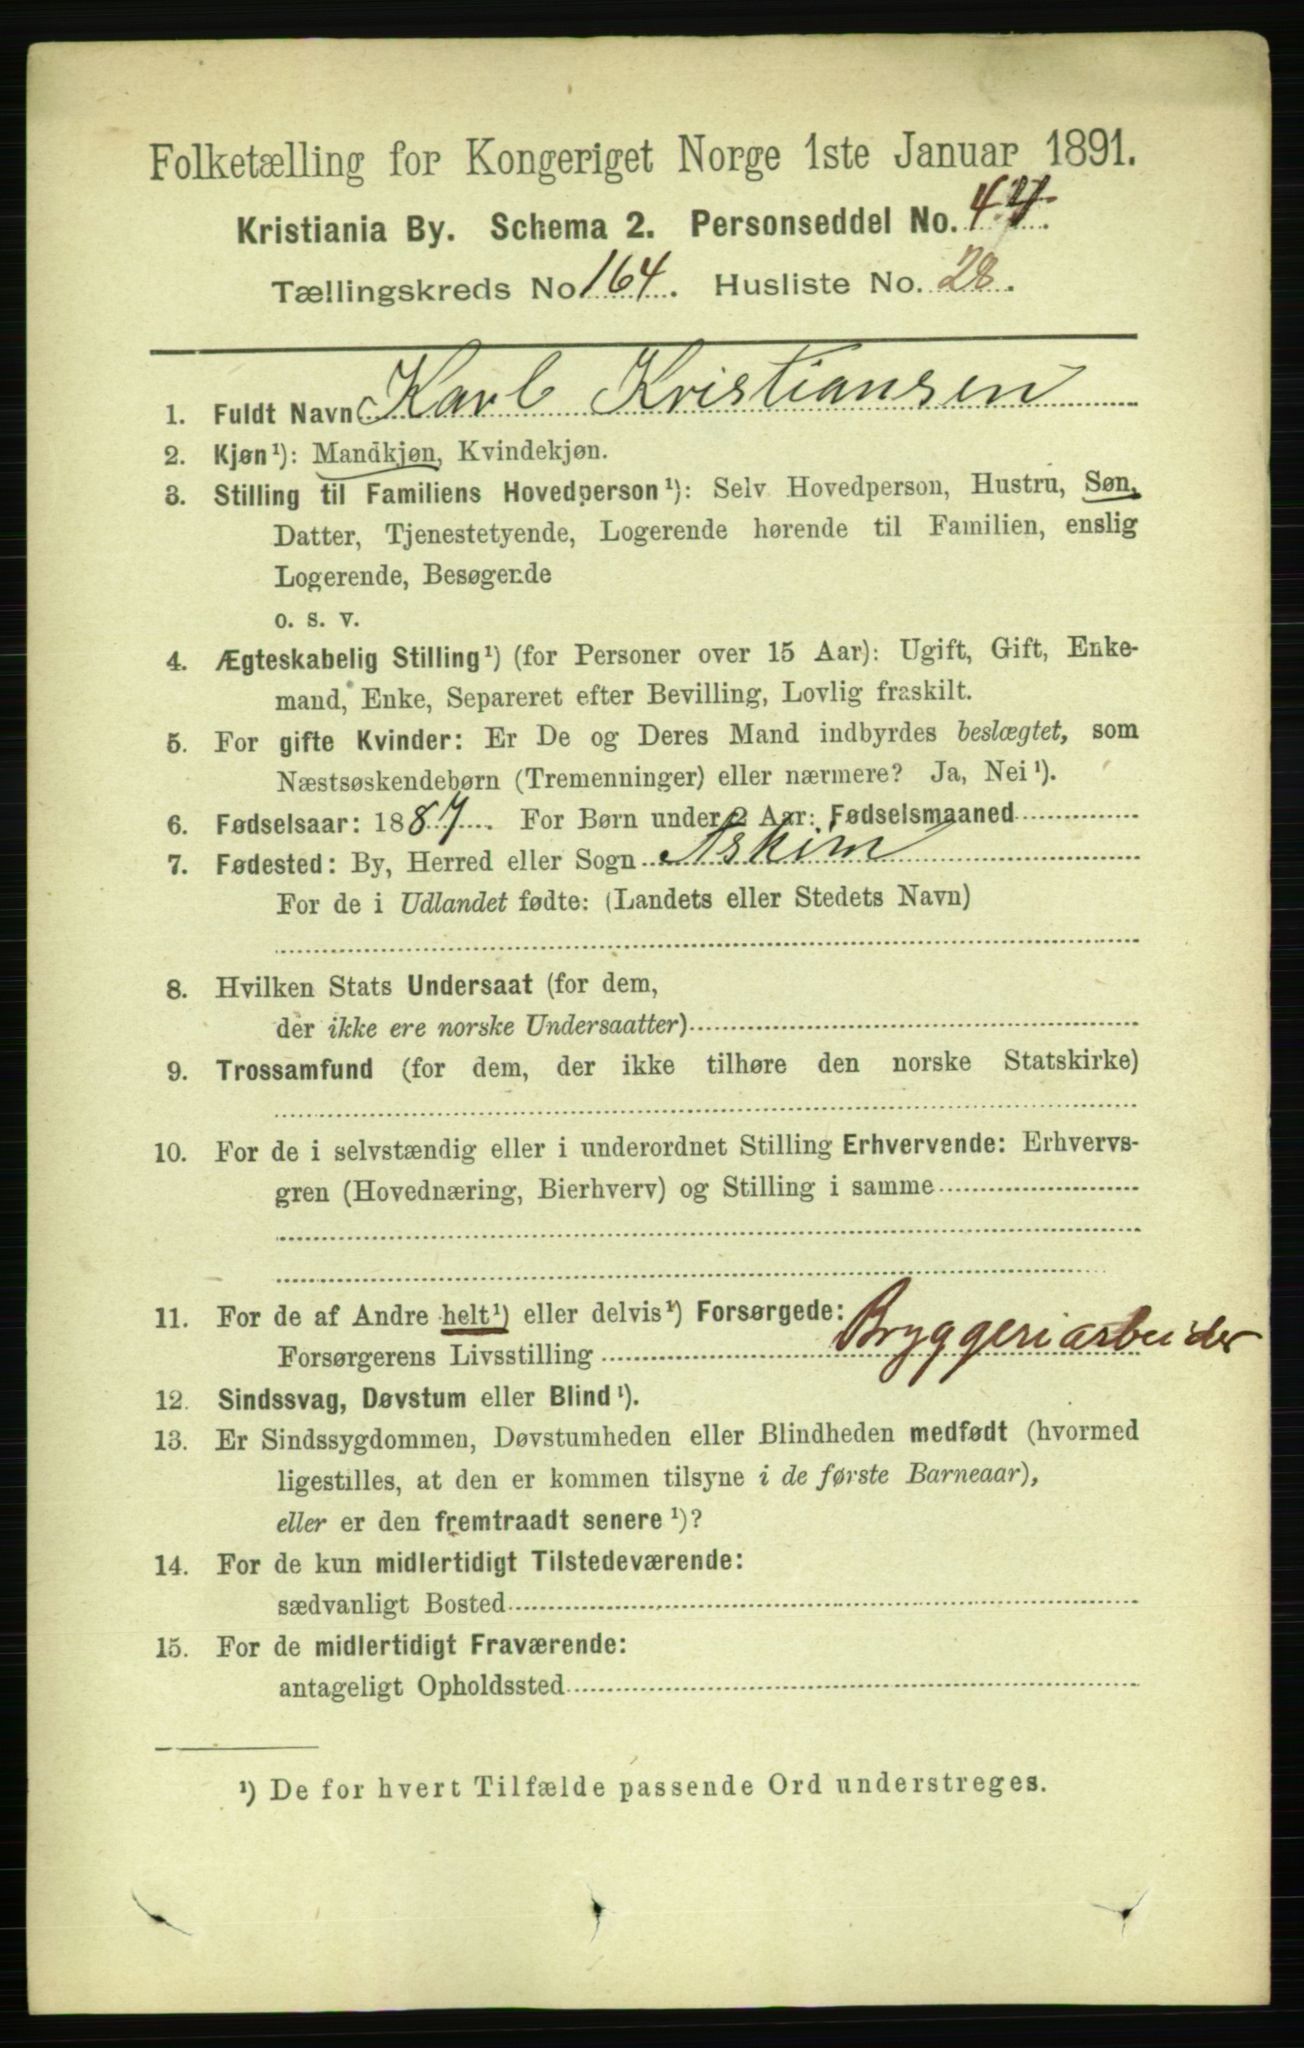 Folketælling for Kongeriget Norge 1ste Januar 1891.
Kristiania By. Schema 2. Personseddel No. 44.
Tællingskreds No 164. Husliste No. 28.
1. Fuldt Navn Karl Kristiansen
2. Kjøn¹): Mandkjøn, Kvindekjøn.
3. Stilling til Familiens Hovedperson¹): Selv Hovedperson, Hustru, Søn,
Datter, Tjenestetyende, Logerende hørende til Familien, enslig
Logerende, Besøgende
o. s. v.
4. Ægteskabelig Stilling¹) (for Personer over 15 Aar): Ugift, Gift, Enke-
mand, Enke, Separeret efter Bevilling, Lovlig fraskilt.
5. For gifte Kvinder: Er De og Deres Mand indbyrdes beslægtet, som
Næstsøskendebørn (Tremenninger) eller nærmere? Ja, Nei¹).
6. Fødselsaar: 1887. For Børn under 2 Aar: Fødselsmaaned
7. Fødested: By, Herred eller Sogn Askim
For de i Udlandet fødte: (Landets eller Stedets Navn)
8. Hvilken Stats Undersaat (for dem,
der ikke ere norske Undersaatter)
9. Trossamfund (for dem, der ikke tilhøre den norske Statskirke)
10. For de i selvstændig eller i underordnet Stilling Erhvervende: Erhvervs-
gren (Hovednæring, Bierhverv) og Stilling i samme
11. For de af Andre helt¹) eller delvis¹) Forsørgede:
Forsørgerens Livsstilling Bryggeriarbeider
12. Sindssvag, Døvstum eller Blind¹).
13. Er Sindssygdommen, Døvstumheden eller Blindheden medfødt (hvormed
ligestilles, at den er kommen tilsyne i de første Barneaar),
eller er den fremtraadt senere¹)?
14. For de kun midlertidigt Tilstedeværende:
sædvanligt Bosted
15. For de midlertidigt Fraværende:
antageligt Opholdssted
¹) De for hvert Tilfælde passende Ord understreges.